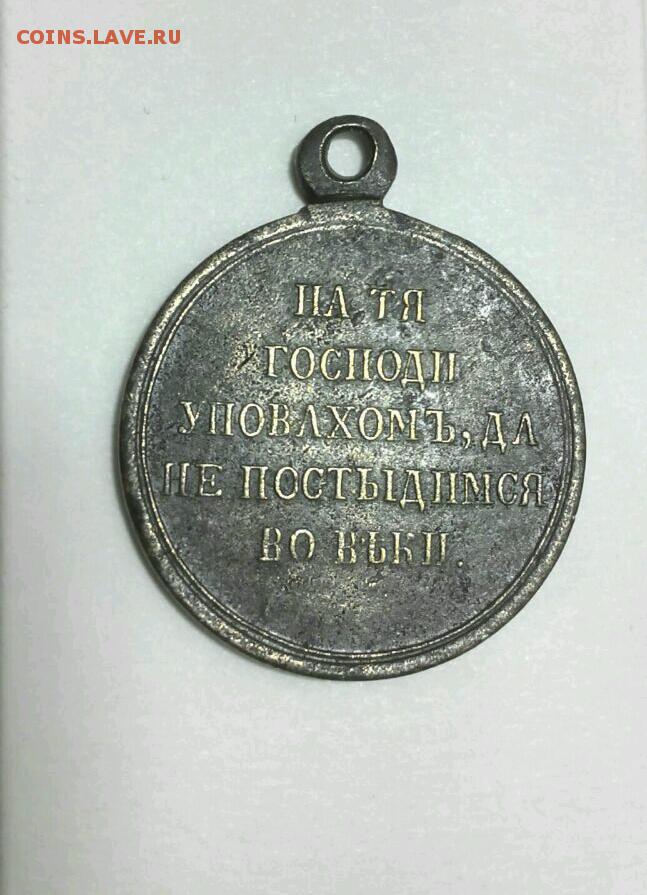 COINS.LAVE.RU
НА ТЯ
ГОСПОДИ
УПОВАХОМЪ, ДА
НЕ ПОСТЫДИМСЯ
ВО ВѢКИ.